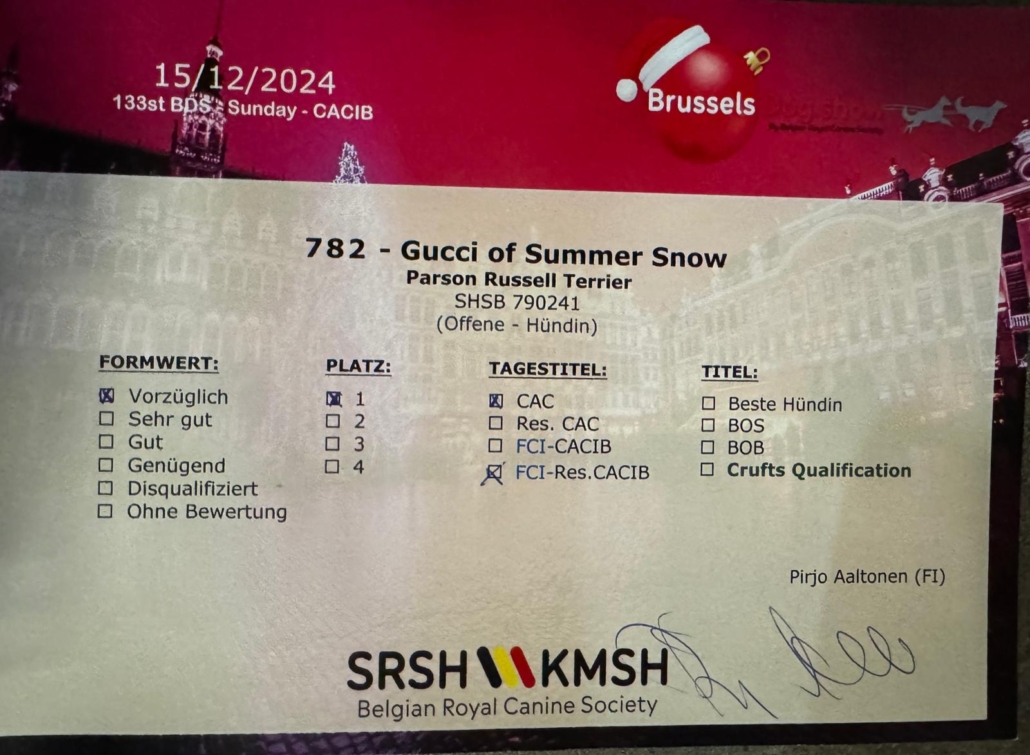 15/12/2024
133st BDS - Sunday - CACIB
Brussels
782 - Gucci of Summer Snow
Parson Russell Terrier
SHSB 790241
(Offene - Hündin)
FORMWERT:
Vorzüglich
Sehr gut
Gut
Genügend
Disqualifiziert
Ohne Bewertung
PLATZ:
1
2
3
4
TAGESTITEL:
CAC
Res. CAC
FCI-CACIB
FCI-Res.CACIB
TITEL:
Beste Hündin
BOS
BOB
Crufts Qualification
Pirjo Aaltonen (FI)
SRSH KMSH
Belgian Royal Canine Society